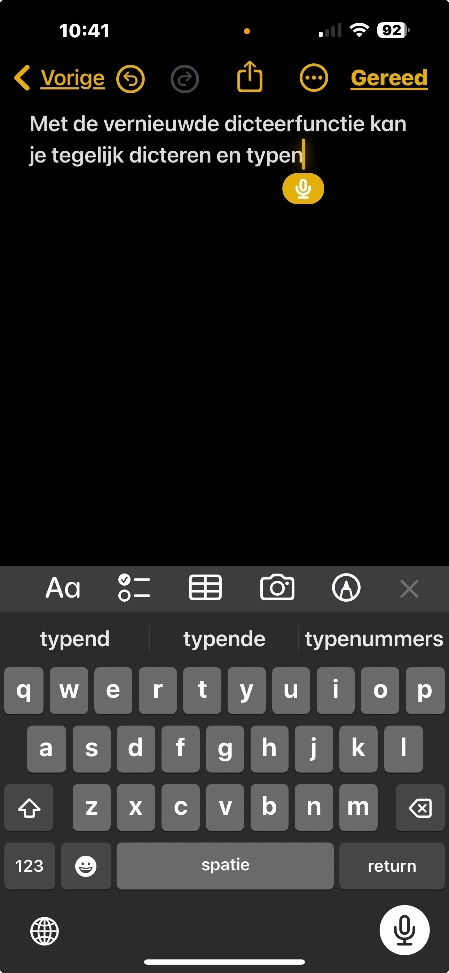 10:41
92
Vorige
Gereed
Met de vernieuwde dicteerfunctie kan
je tegelijk dicteren en typen
Aa
typend typende typenummers
q w e r t y u i o p
a s d f g h j k l
z x c v b n m
123 spatie return